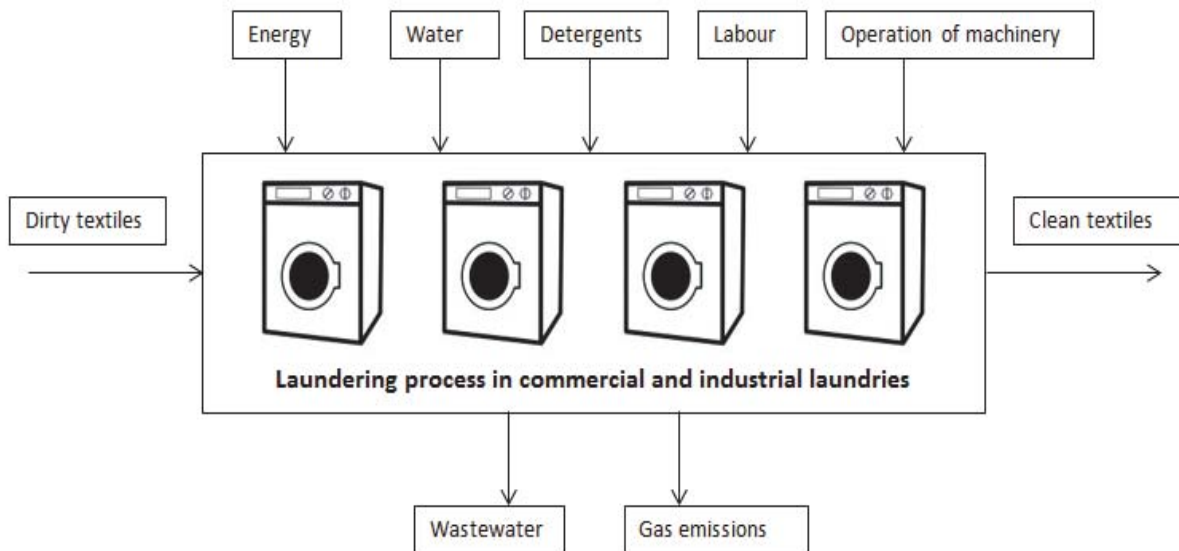 Energy
Water
Detergents
Labour
Operation of machinery
Dirty textiles
Clean textiles
Laundering process in commercial and industrial laundries
Wastewater
Gas emissions